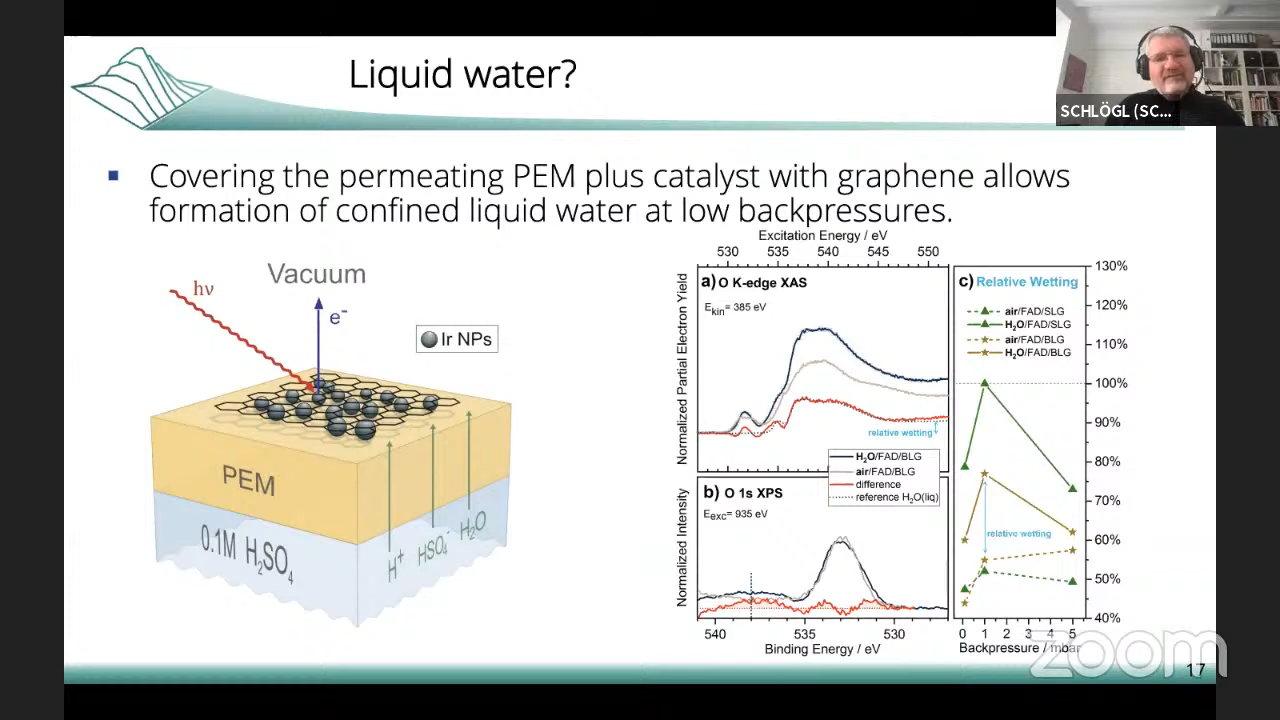 Liquid water?
SCHLÖGL (SC...
▪ Covering the permeating PEM plus catalyst with graphene allows
formation of confined liquid water at low backpressures.
Vacuum
hν
e-
Ir NPs
PEM
0.1M H₂SO₄
H⁺
HSO₄⁻
H₂O
Excitation Energy / eV
530 535 540 545 550
Normalized Partial Electron Yield
a) O K-edge XAS
Ekin= 385 eV
relative wetting
H₂O/FAD/BLG
air/FAD/BLG
difference
reference H₂O(liq)
Normalized Intensity
b) O 1s XPS
Eexc= 935 eV
540 535 530
Binding Energy / eV
c) Relative Wetting
air/FAD/SLG
H₂O/FAD/SLG
air/FAD/BLG
H₂O/FAD/BLG
relative wetting
130%
120%
110%
100%
90%
80%
70%
60%
50%
40%
0 1 2 3 4 5
Backpressure / mbar
zoom
17